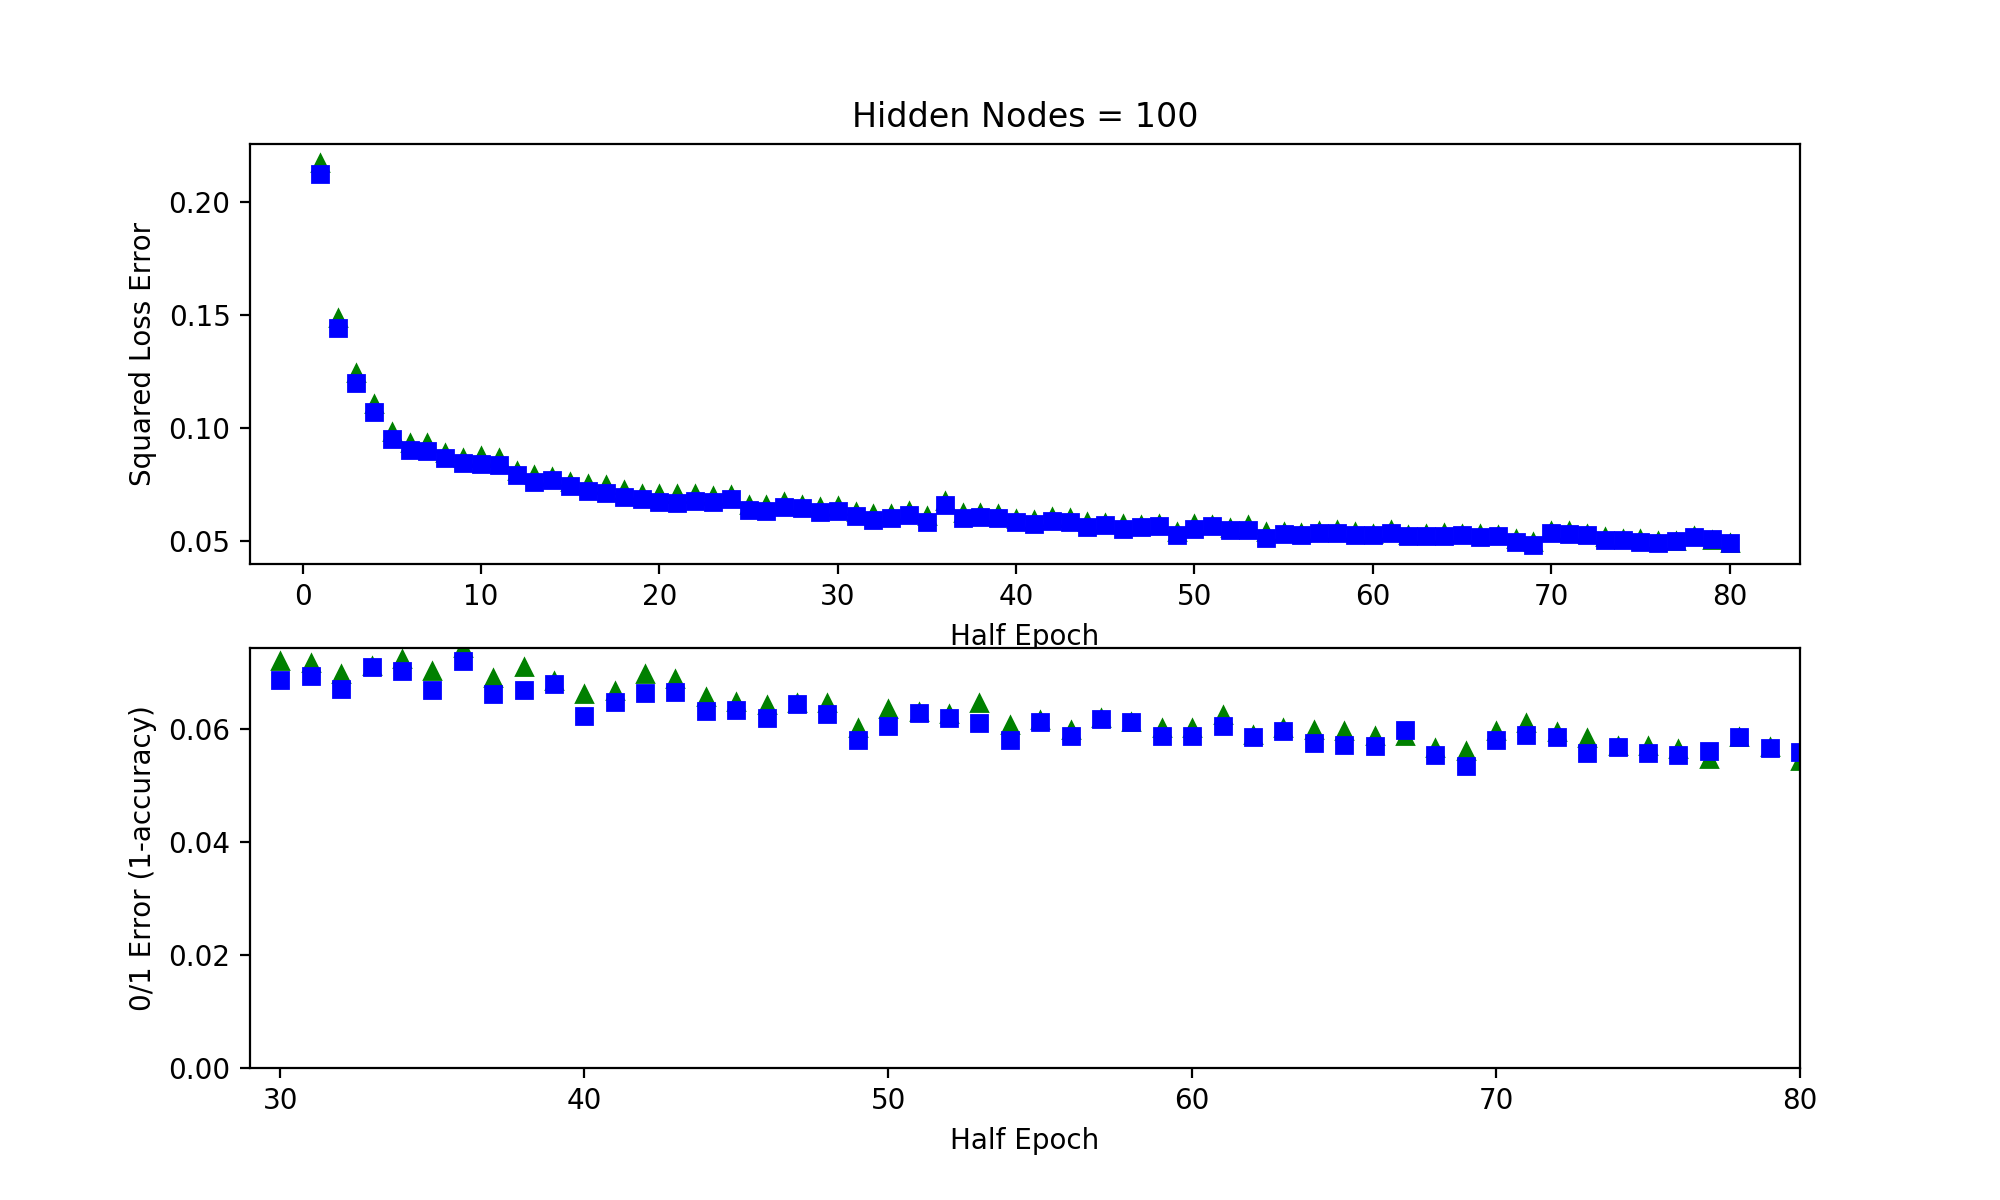 Hidden Nodes = 100
Squared Loss Error
0.20
0.15
0.10
0.05
0 10 20 30 40 50 60 70 80
Half Epoch
0/1 Error (1-accuracy)
0.06
0.04
0.02
0.00
30 40 50 60 70 80
Half Epoch